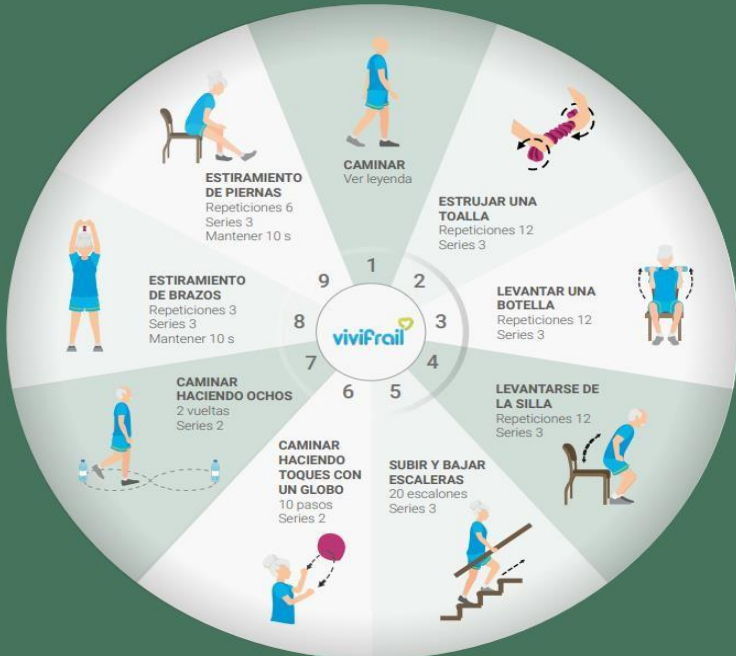 CAMINAR
Ver leyenda
ESTRUJAR UNA
TOALLA
Repeticiones 12
Series 3
LEVANTAR UNA
BOTELLA
Repeticiones 12
Series 3
LEVANTARSE DE
LA SILLA
Repeticiones 12
Series 3
SUBIR Y BAJAR
ESCALERAS
20 escalones
Series 3
CAMINAR
HACIENDO
TOQUES CON
UN GLOBO
10 pasos
Series 2
CAMINAR
HACIENDO OCHOS
2 vueltas
Series 2
ESTIRAMIENTO
DE BRAZOS
Repeticiones 3
Series 3
Mantener 10 s
ESTIRAMIENTO
DE PIERNAS
Repeticiones 6
Series 3
Mantener 10 s
1
2
3
4
5
6
7
8
9
vivifrail